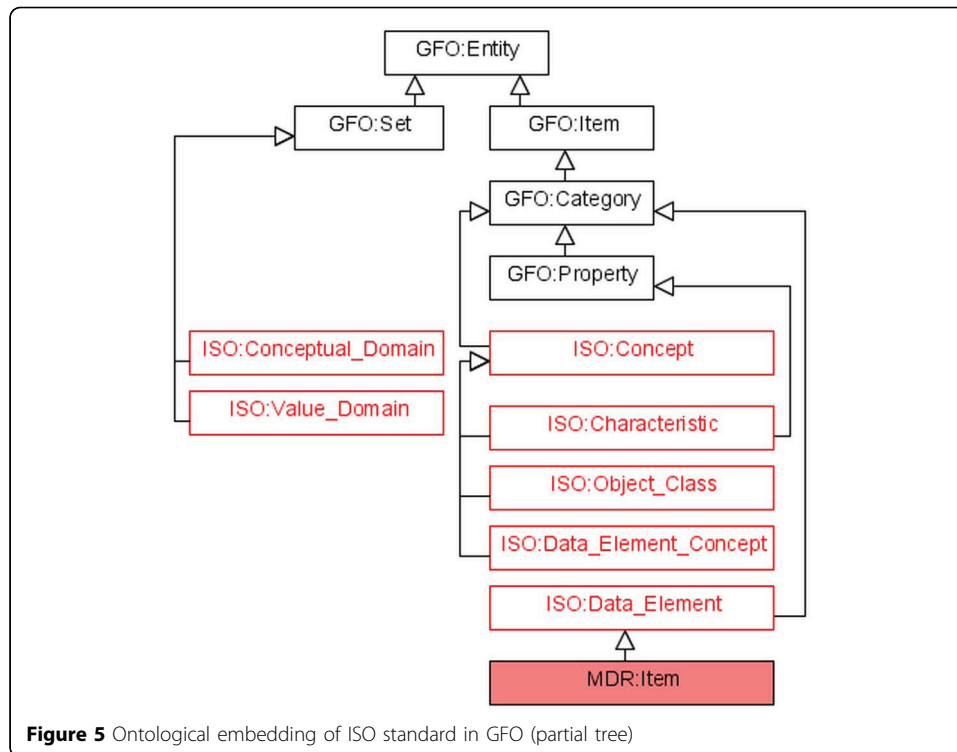 GFO:Entity
GFO:Set
GFO:Item
GFO:Category
GFO:Property
ISO:Conceptual_Domain
ISO:Concept
ISO:Value_Domain
ISO:Characteristic
ISO:Object_Class
ISO:Data_Element_Concept
ISO:Data_Element
MDR:Item
Figure 5 Ontological embedding of ISO standard in GFO (partial tree)